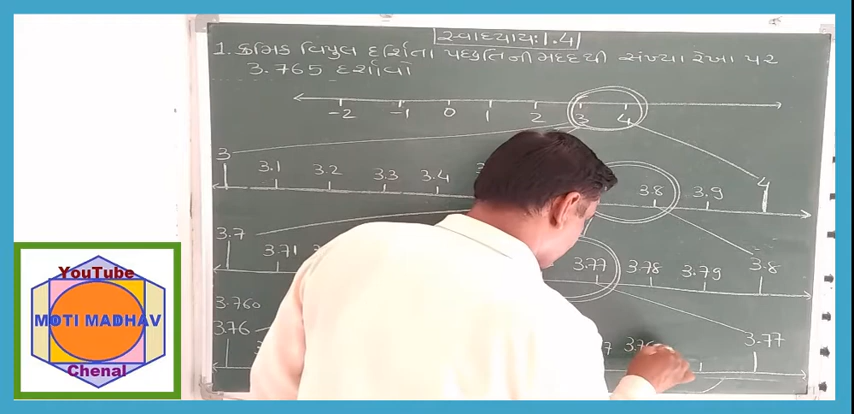 સ્વાધ્યાય:1.4
1. ક્રમિક વિપુલ દર્શિતા પદ્ધતિની મદદથી સંખ્યા રેખા પર
3.765 દર્શાવો
-2 -1 0 1 2 3 4
3 3.1 3.2 3.3 3.4 3.8 3.9 4
3.7 3.71 3.77 3.78 3.79 3.8
3.760
3.76 3.77
YouTube
MOTI MADHAV
Chenal